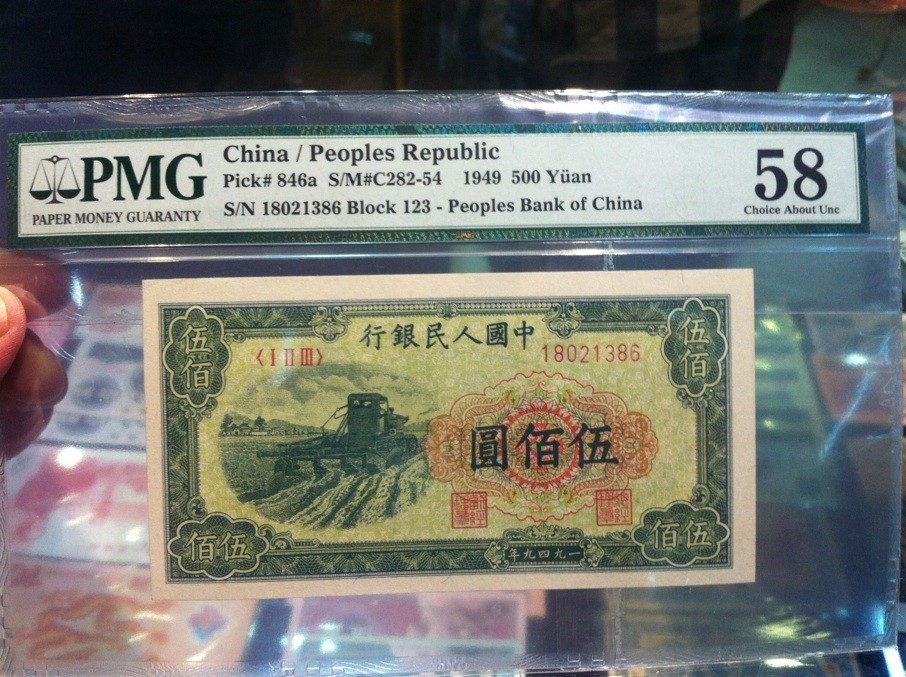 PMG
PAPER MONEY GUARANTY
China / Peoples Republic
Pick# 846a S/M#C282-54 1949 500 Yüan
S/N 18021386 Block 123 - Peoples Bank of China
58
Choice About Unc
行銀民人國中
伍佰
伍佰
〈ⅠⅡⅢ〉
18021386
圓佰伍
佰伍
佰伍
年九四九一